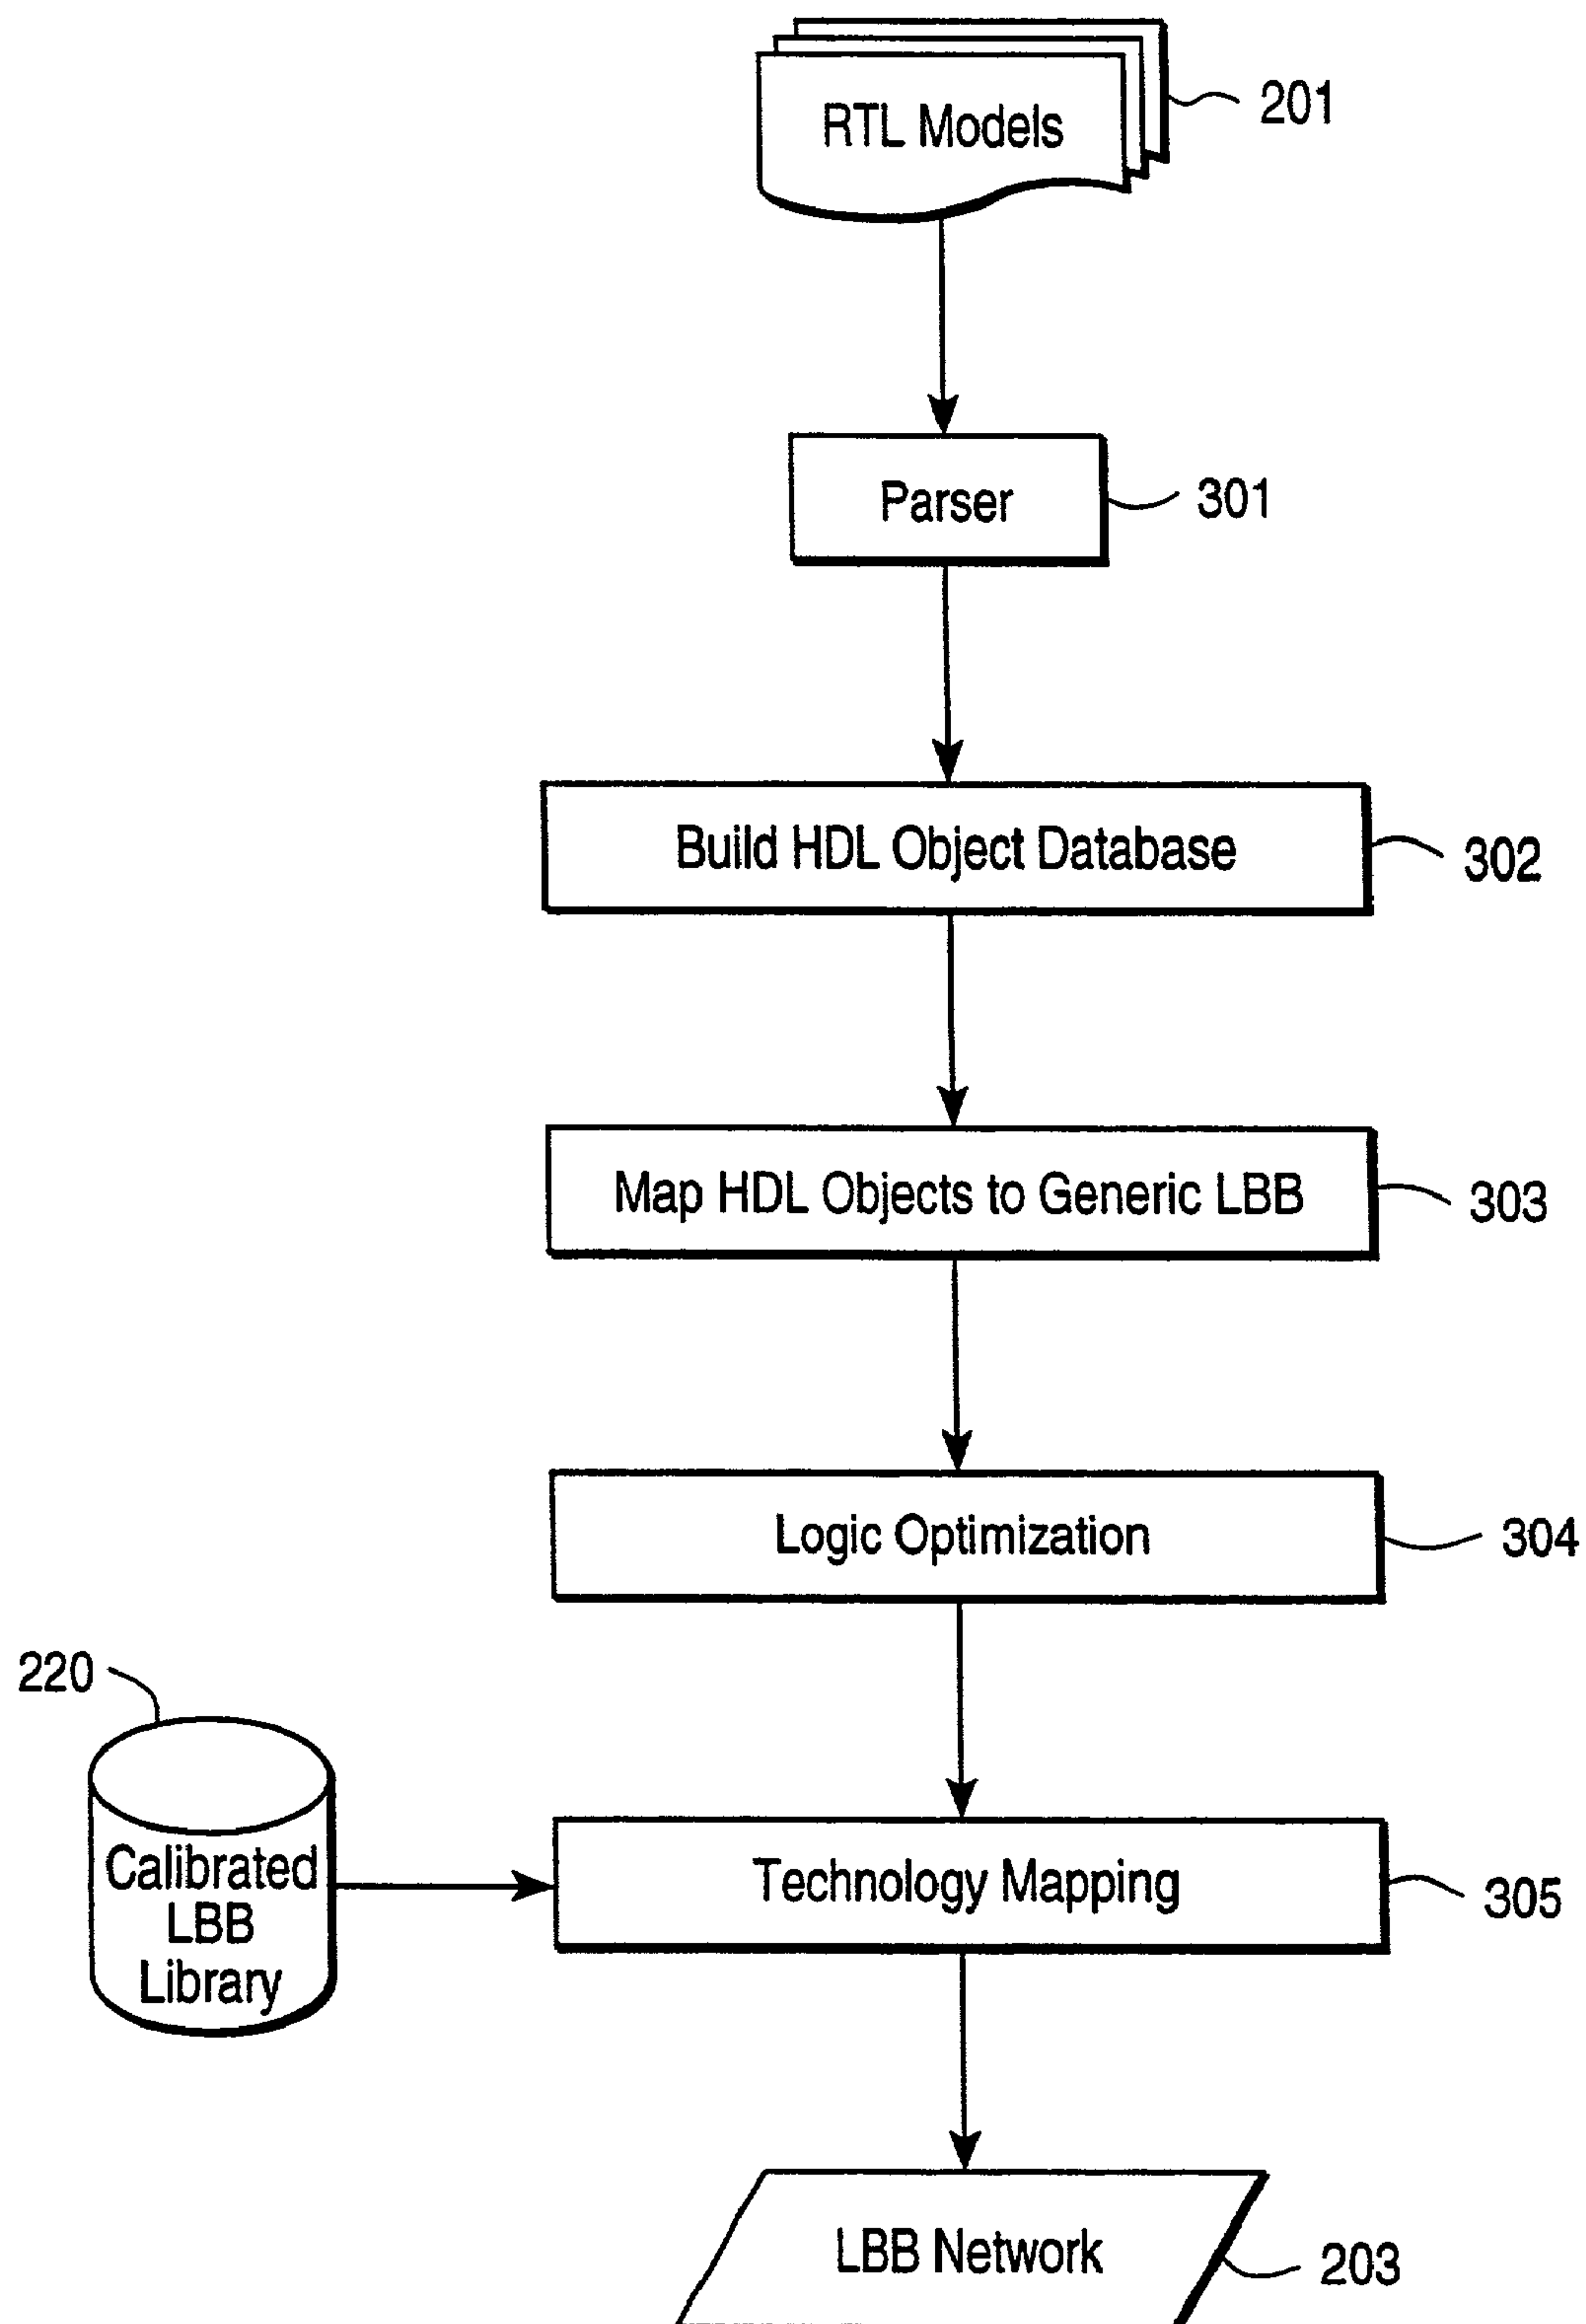 RTL Models
201
Parser
301
Build HDL Object Database
302
Map HDL Objects to Generic LBB
303
Logic Optimization
304
220
Calibrated
LBB
Library
Technology Mapping
305
LBB Network
203